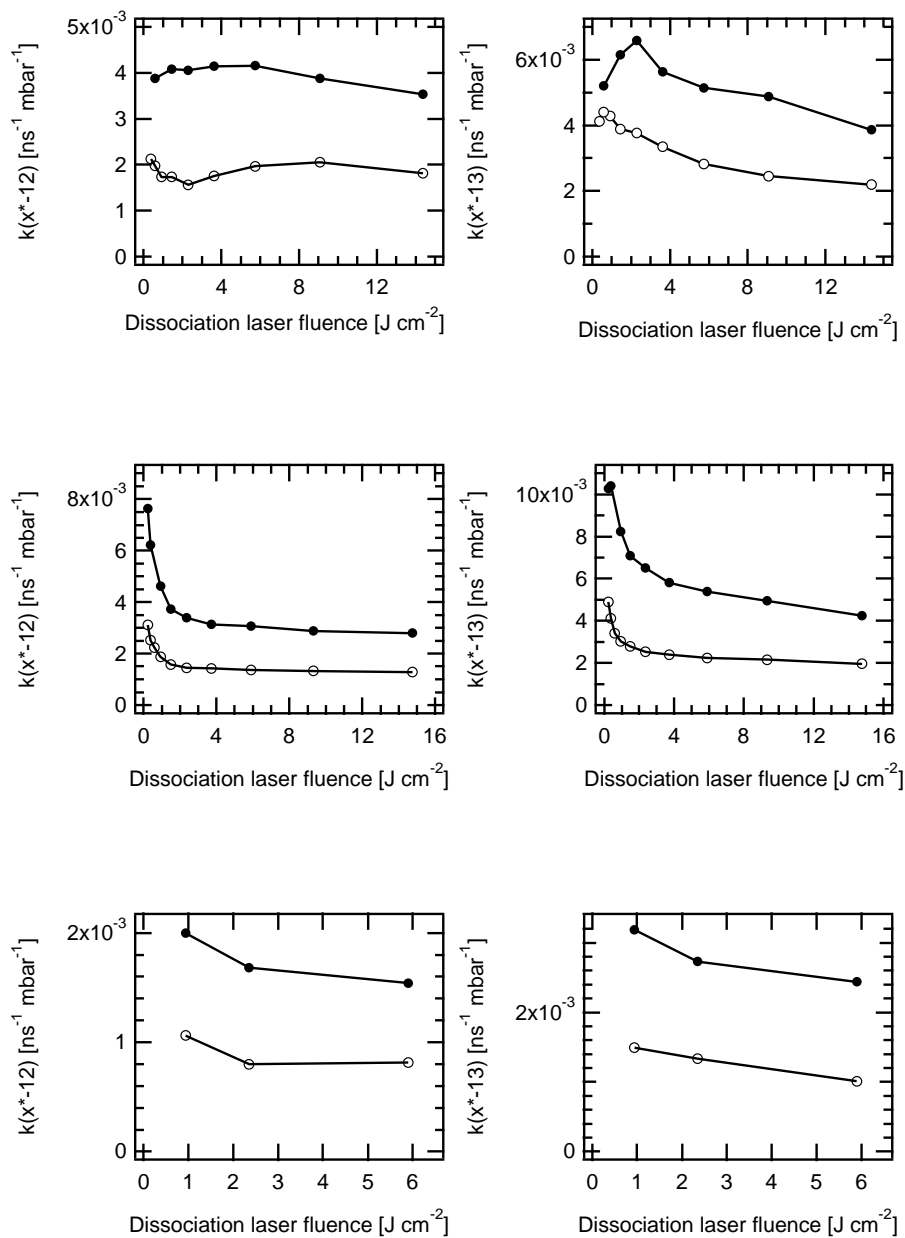 5x10⁻³
4
3
2
1
0
k(x*-12) [ns⁻¹ mbar⁻¹]
0 4 8 12
Dissociation laser fluence [J cm⁻²]
6x10⁻³
4
2
0
k(x*-13) [ns⁻¹ mbar⁻¹]
0 4 8 12
Dissociation laser fluence [J cm⁻²]
8x10⁻³
6
4
2
0
k(x*-12) [ns⁻¹ mbar⁻¹]
0 4 8 12 16
Dissociation laser fluence [J cm⁻²]
10x10⁻³
8
6
4
2
0
k(x*-13) [ns⁻¹ mbar⁻¹]
0 4 8 12 16
Dissociation laser fluence [J cm⁻²]
2x10⁻³
1
0
k(x*-12) [ns⁻¹ mbar⁻¹]
0 1 2 3 4 5 6
Dissociation laser fluence [J cm⁻²]
2x10⁻³
0
k(x*-13) [ns⁻¹ mbar⁻¹]
0 1 2 3 4 5 6
Dissociation laser fluence [J cm⁻²]